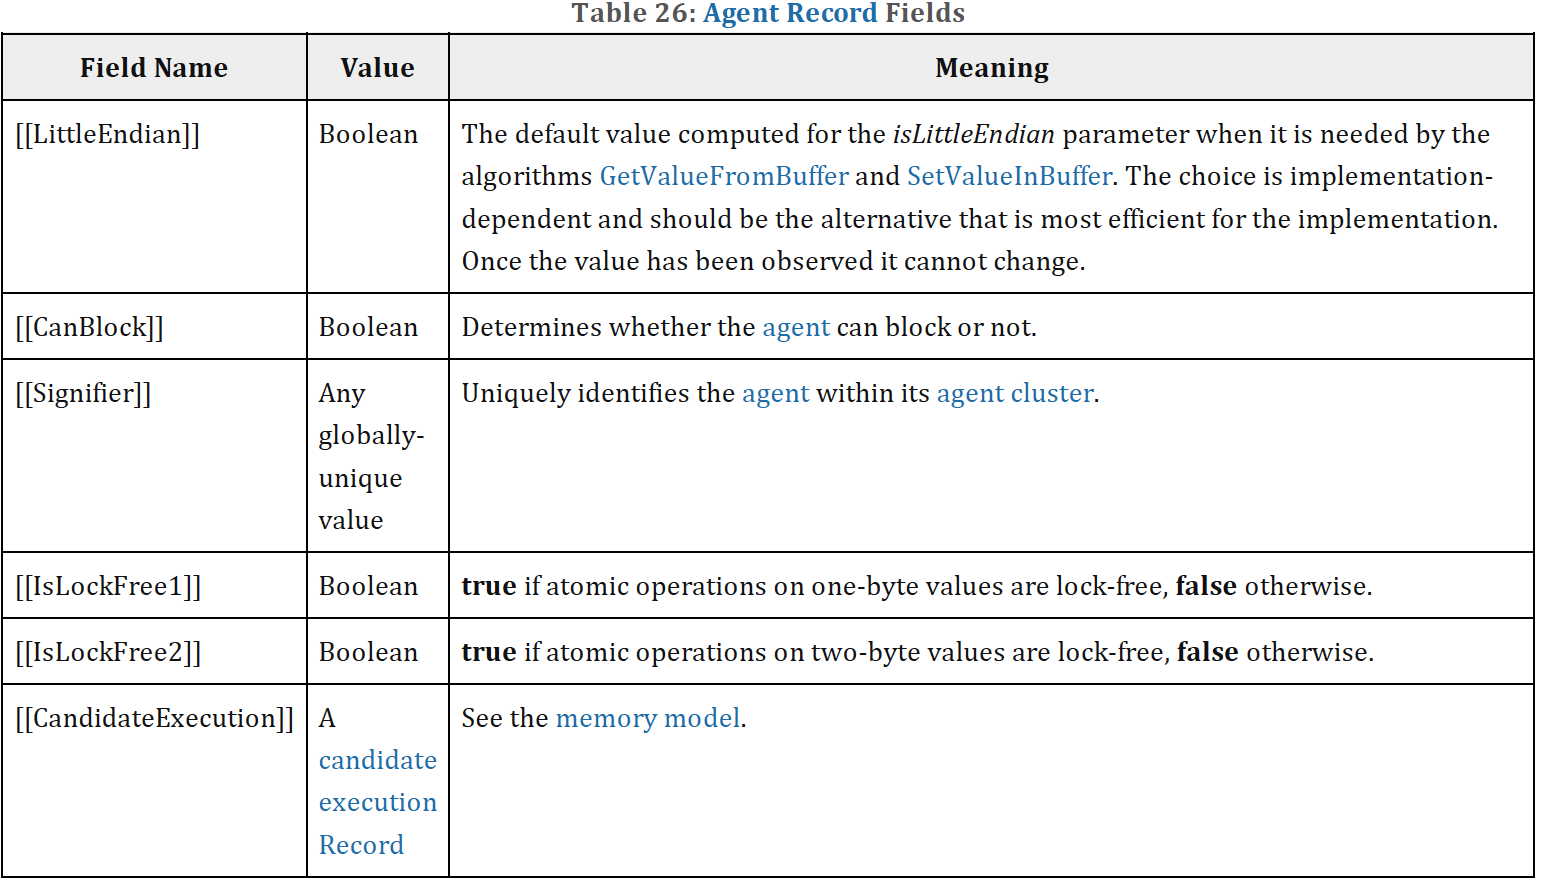 Table 26: Agent Record Fields
Field Name Value Meaning
[[LittleEndian]] Boolean The default value computed for the isLittleEndian parameter when it is needed by the
algorithms GetValueFromBuffer and SetValueInBuffer. The choice is implementation-
dependent and should be the alternative that is most efficient for the implementation.
Once the value has been observed it cannot change.
[[CanBlock]] Boolean Determines whether the agent can block or not.
[[Signifier]] Any Uniquely identifies the agent within its agent cluster.
globally-
unique
value
[[IsLockFree1]] Boolean true if atomic operations on one-byte values are lock-free, false otherwise.
[[IsLockFree2]] Boolean true if atomic operations on two-byte values are lock-free, false otherwise.
[[CandidateExecution]] A See the memory model.
candidate
execution
Record